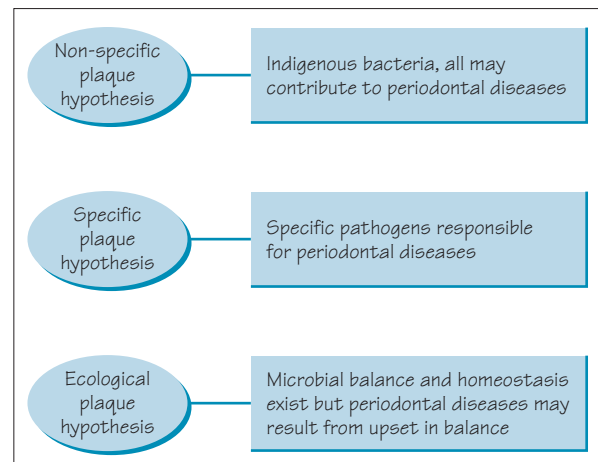 Non-specific
plaque
hypothesis
Indigenous bacteria, all may
contribute to periodontal diseases
Specific
plaque
hypothesis
Specific pathogens responsible
for periodontal diseases
Ecological
plaque
hypothesis
Microbial balance and homeostasis
exist but periodontal diseases may
result from upset in balance